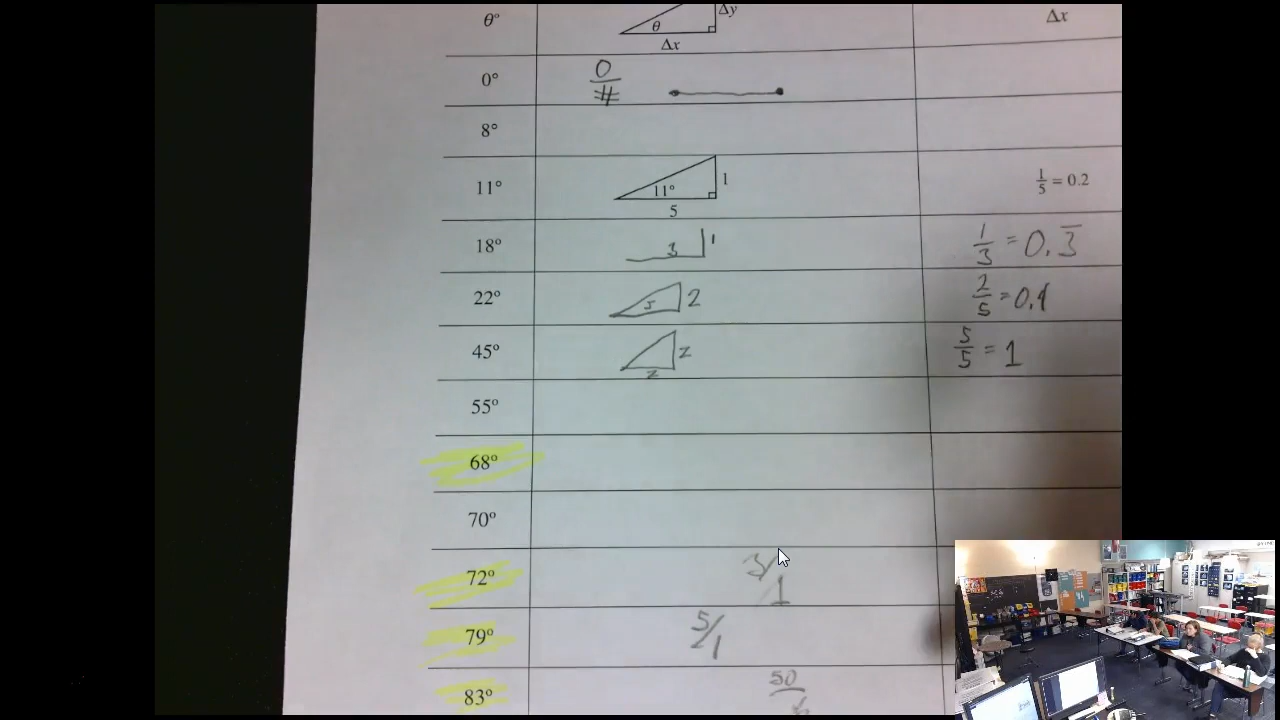 θ° θ Δy Δx Δx
0° 0/#
8°
11° 11° 1 5 1/5 = 0.2
18° 3 1 1/3 = 0.3̅
22° 5 2 2/5 = 0.4
45° 2 2 5/5 = 1
55°
68°
70°
72° 3/1
79° 5/1
83° 50